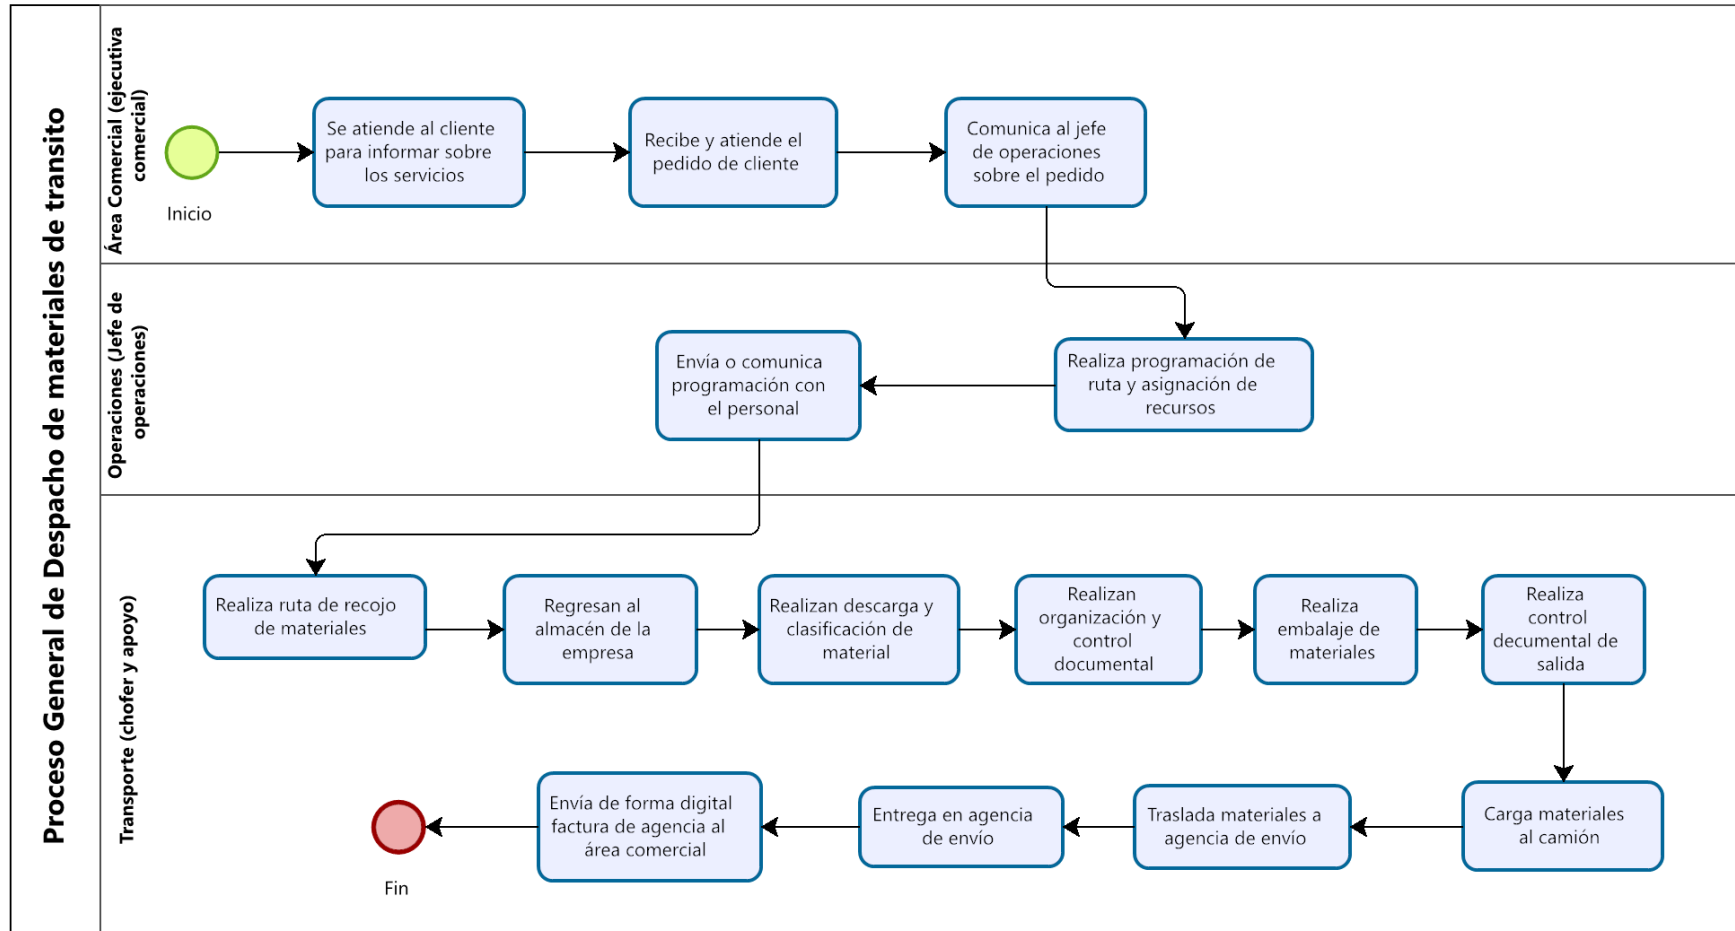 Proceso General de Despacho de materiales de transito
Área Comercial (ejecutiva
comercial)
Inicio
Se atiende al cliente
para informar sobre
los servicios
Recibe y atiende el
pedido de cliente
Comunica al jefe
de operaciones
sobre el pedido
Operaciones (Jefe de
operaciones)
Envía o comunica
programación con
el personal
Realiza programación de
ruta y asignación de
recursos
Transporte (chofer y apoyo)
Realiza ruta de recojo
de materiales
Regresan al
almacén de la
empresa
Realizan descarga y
clasificación de
material
Realizan
organización y
control
documental
Realiza
embalaje de
materiales
Realiza
control
decumental de
salida
Fin
Envía de forma digital
factura de agencia al
área comercial
Entrega en agencia
de envío
Traslada materiales a
agencia de envío
Carga materiales
al camión